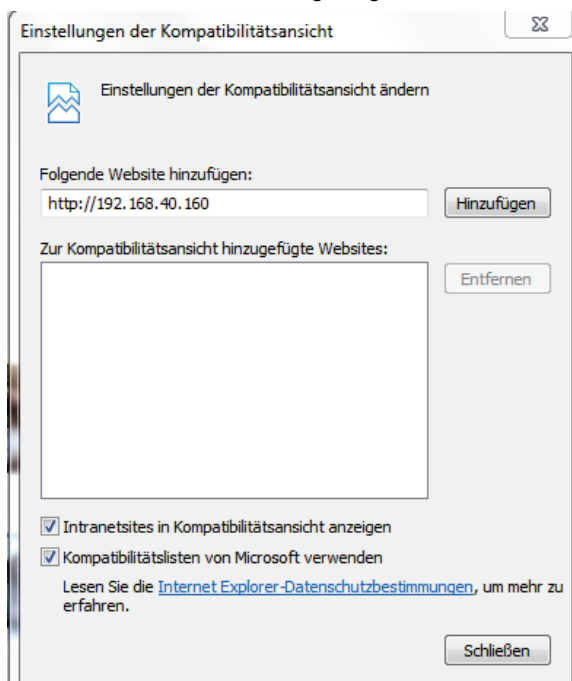 Einstellungen der Kompatibilitätsansicht
Einstellungen der Kompatibilitätsansicht ändern
Folgende Website hinzufügen:
http://192.168.40.160
Hinzufügen
Zur Kompatibilitätsansicht hinzugefügte Websites:
Entfernen
Intranetsites in Kompatibilitätsansicht anzeigen
Kompatibilitätslisten von Microsoft verwenden
Lesen Sie die Internet Explorer-Datenschutzbestimmungen, um mehr zu
erfahren.
Schließen